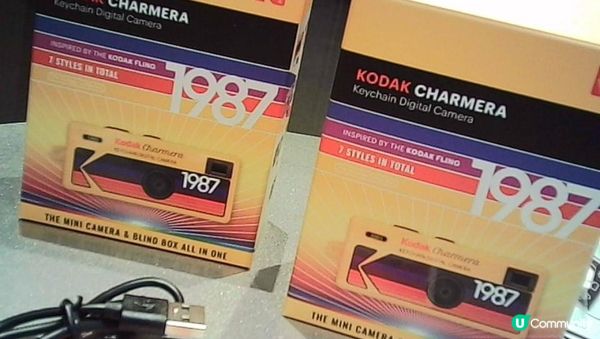 KODAK CHARMERA
Keychain Digital Camera
INSPIRED BY THE KODAK FLING
7 STYLES IN TOTAL
1987
Kodak Charmera
KEYCHAIN DIGITAL CAMERA
1987
THE MINI CAMERA & BLIND BOX ALL IN ONE
KODAK CHARMERA
Keychain Digital Camera
INSPIRED BY THE KODAK FLING
7 STYLES IN TOTAL
1987
Kodak Charmera
KEYCHAIN DIGITAL CAMERA
1987
THE MINI CAMERA
U Community